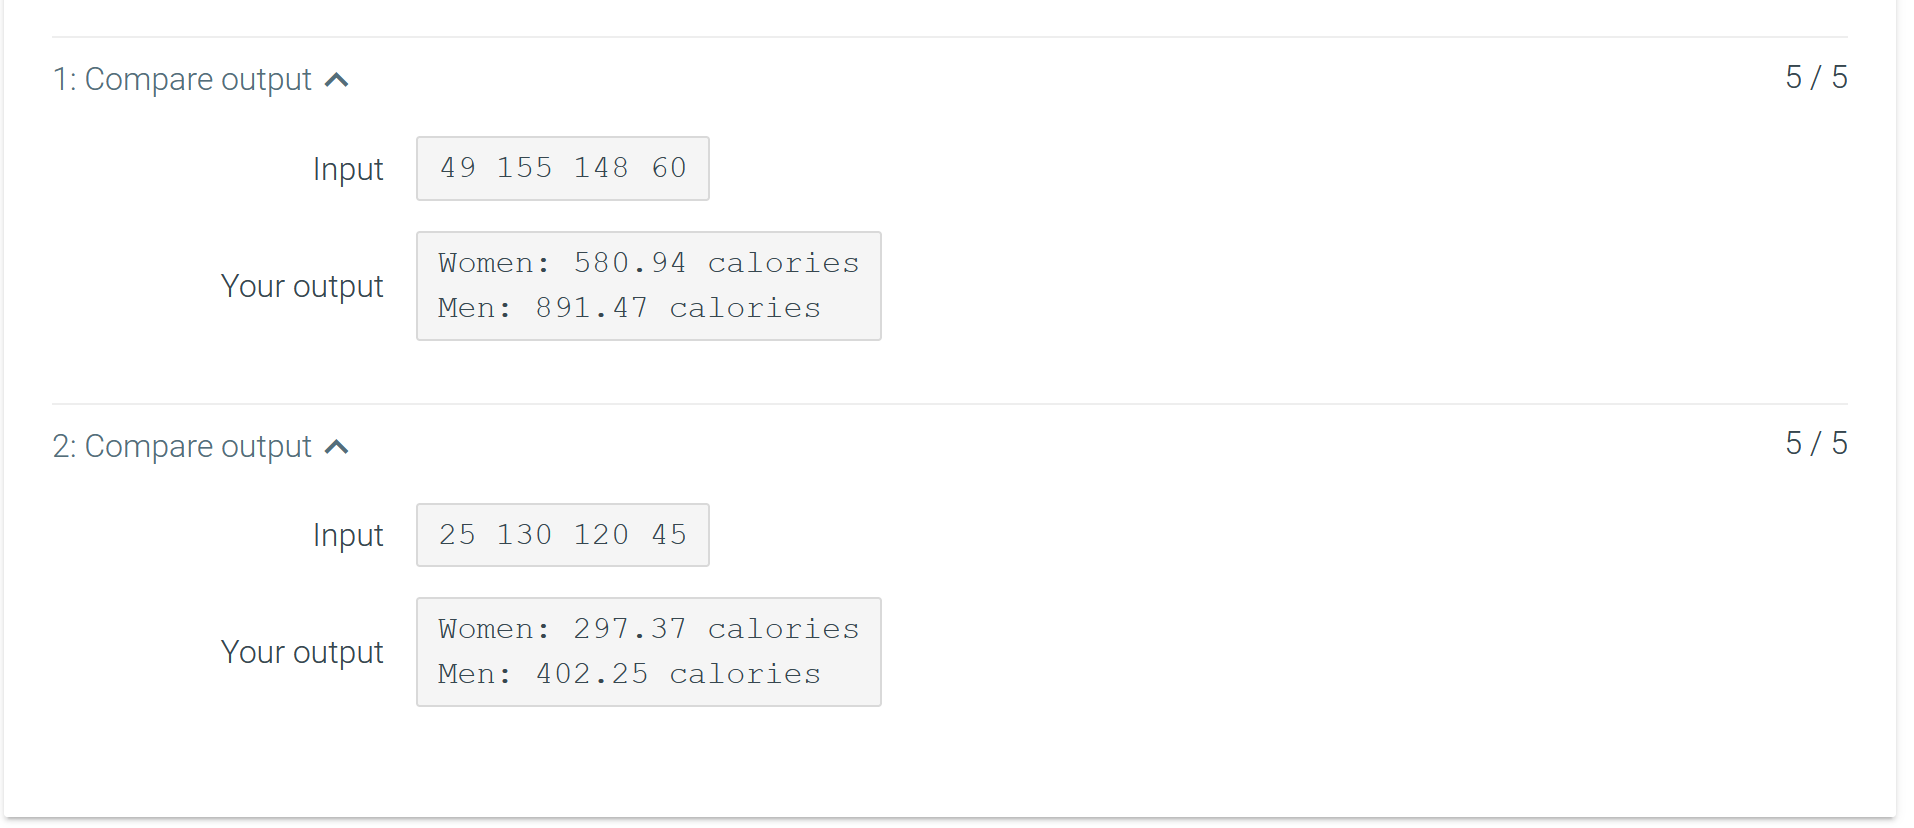 1: Compare output
5 / 5
Input
49 155 148 60
Your output
Women: 580.94 calories
Men: 891.47 calories
2: Compare output
5 / 5
Input
25 130 120 45
Your output
Women: 297.37 calories
Men: 402.25 calories